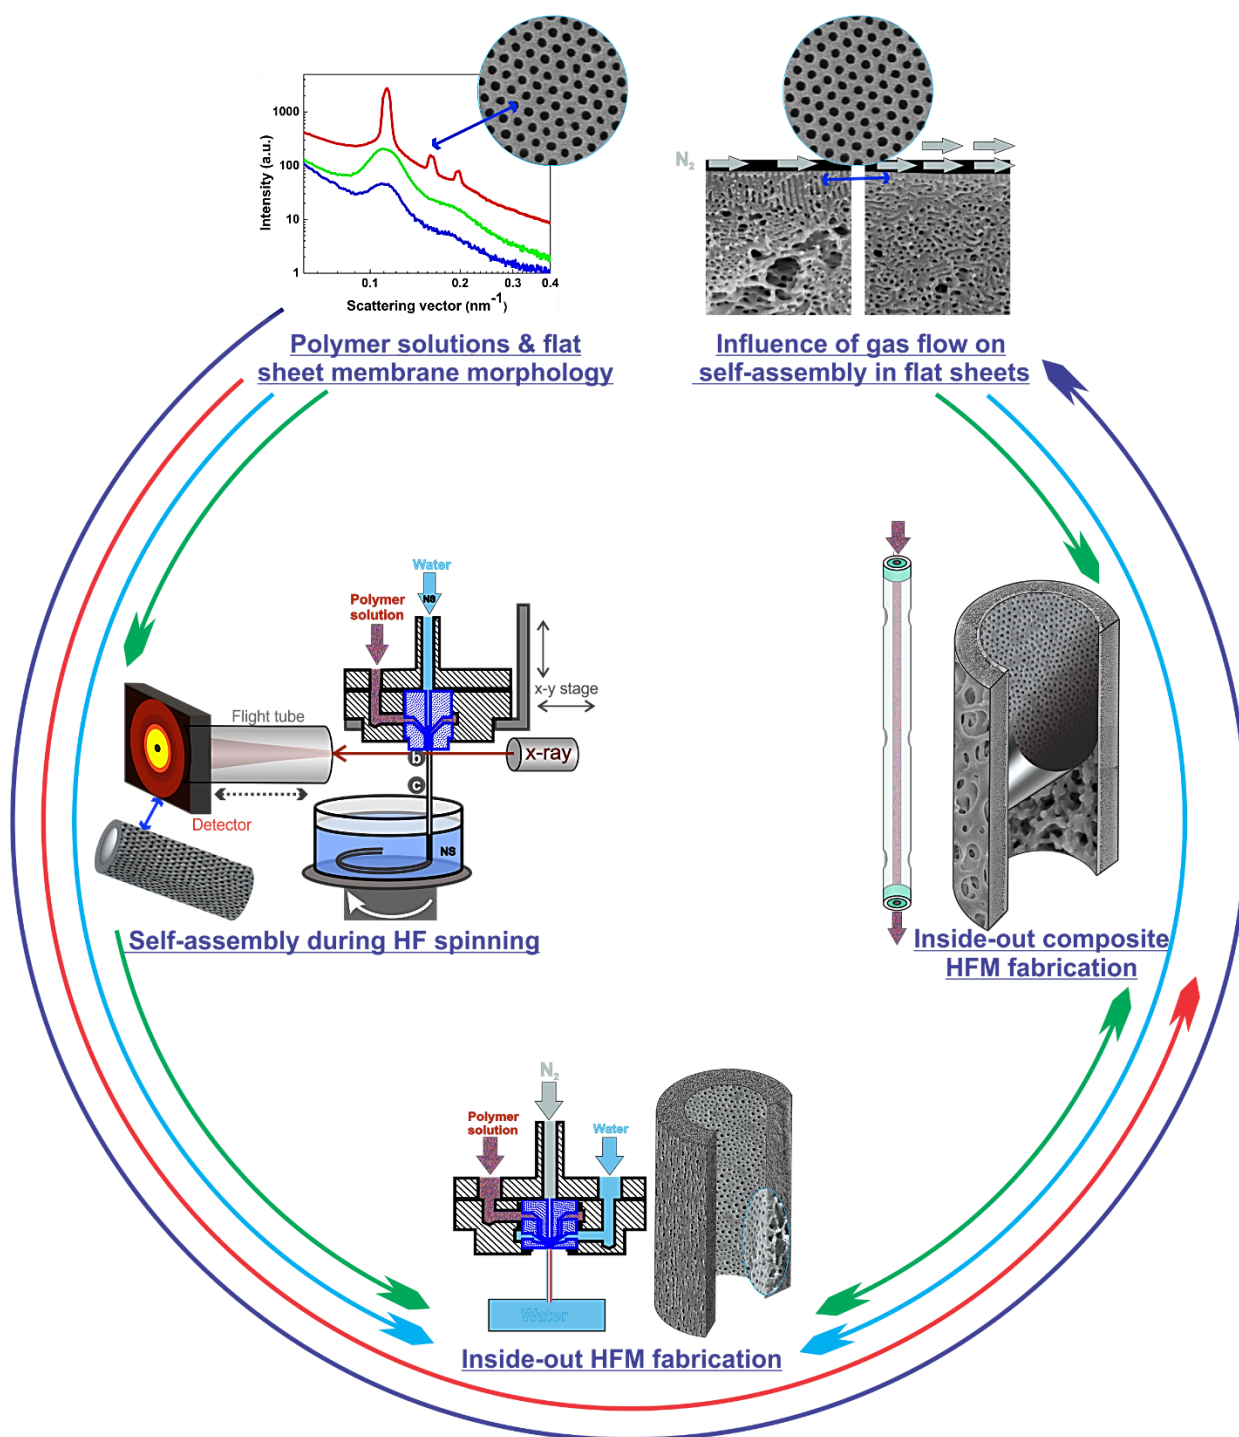 1000
100
10
1
Intensity (a.u.)
0.1
0.2
0.3
0.4
Scattering vector (nm⁻¹)
N₂
Polymer solutions & flat
sheet membrane morphology
Influence of gas flow on
self-assembly in flat sheets
Water
NS
Polymer
solution
x-y stage
Flight tube
x-ray
b
c
Detector
NS
Self-assembly during HF spinning
Inside-out composite
HFM fabrication
N₂
Polymer
solution
Water
Water
Inside-out HFM fabrication